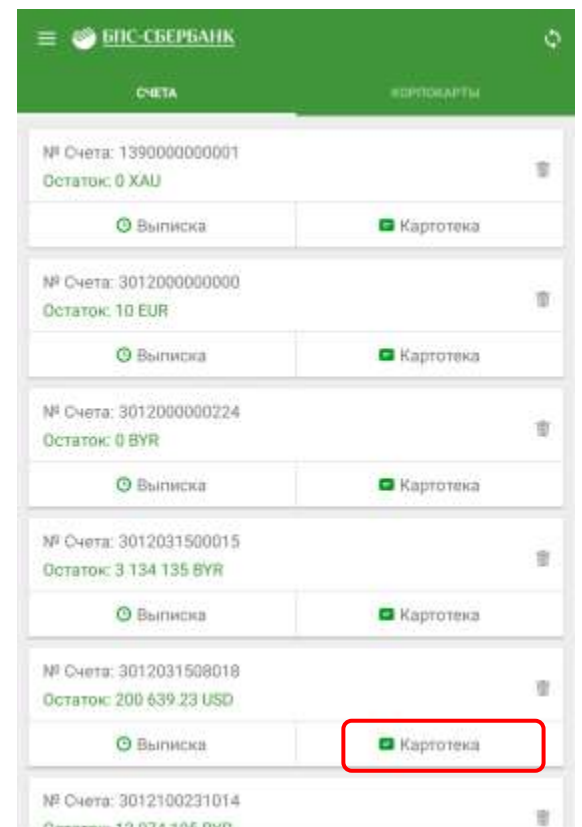 БПС-СБЕРБАНК
СЧЕТА КОРПОКАРТЫ
№ Счета: 1390000000001
Остаток: 0 XAU
Выписка Картотека
№ Счета: 3012000000000
Остаток: 10 EUR
Выписка Картотека
№ Счета: 3012000000224
Остаток: 0 BYR
Выписка Картотека
№ Счета: 3012031500015
Остаток: 3 134 135 BYR
Выписка Картотека
№ Счета: 3012031508018
Остаток: 200 639.23 USD
Выписка Картотека
№ Счета: 3012100231014